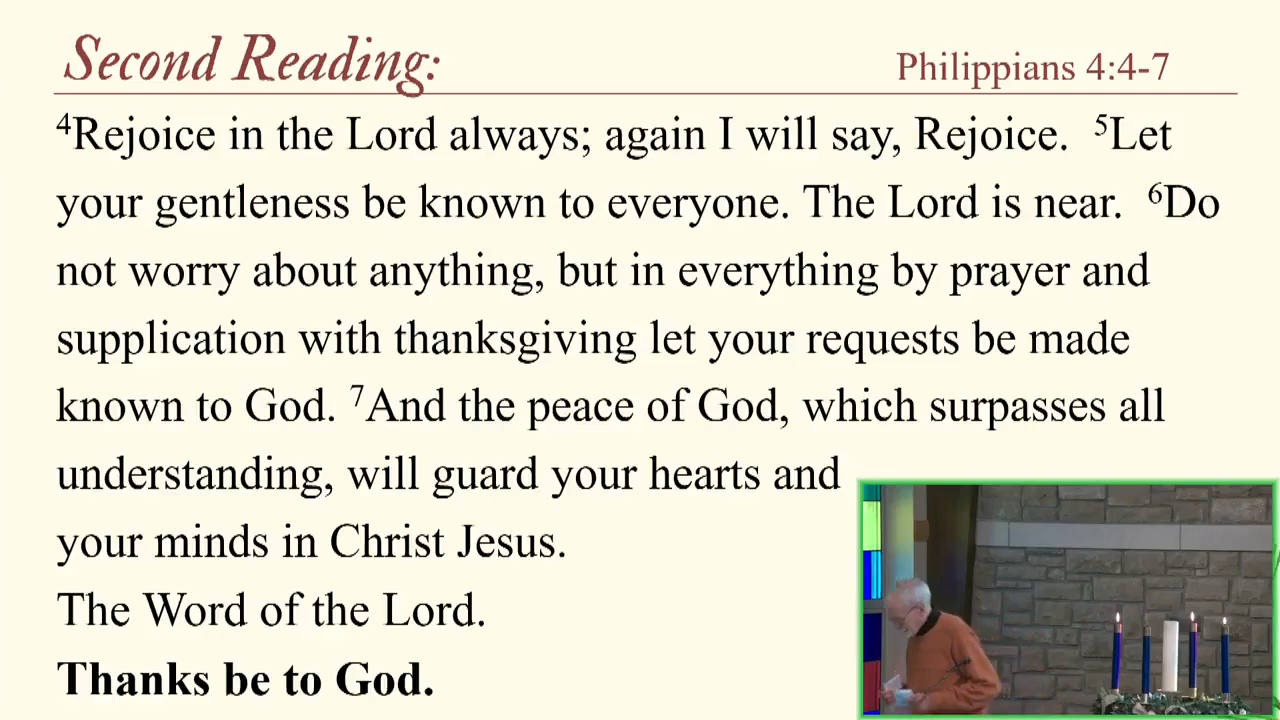 Second Reading: Philippians 4:4-7
⁴Rejoice in the Lord always; again I will say, Rejoice. ⁵Let
your gentleness be known to everyone. The Lord is near. ⁶Do
not worry about anything, but in everything by prayer and
supplication with thanksgiving let your requests be made
known to God. ⁷And the peace of God, which surpasses all
understanding, will guard your hearts and
your minds in Christ Jesus.
The Word of the Lord.
Thanks be to God.